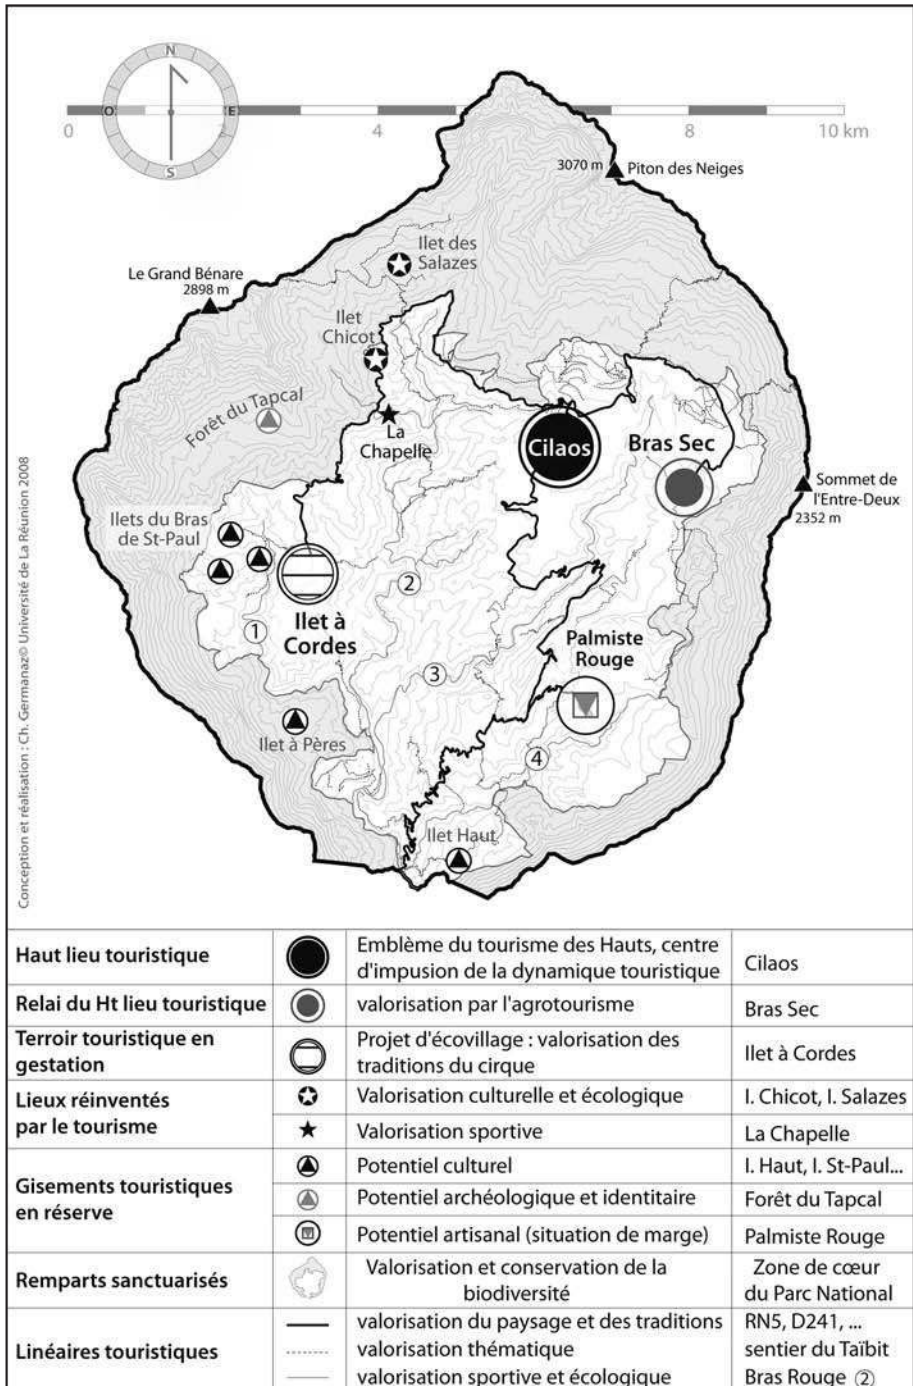 N
O
E
S
0
4
8
10 km
3070 m
Piton des Neiges
Ilet des
Salazes
Le Grand Bénare
2898 m
Ilet
Chicot
Forêt du Tapcal
La
Chapelle
Cilaos
Bras Sec
Sommet de
l'Entre-Deux
2352 m
Ilets du Bras
de St-Paul
2
Ilet à
Cordes
1
Palmiste
Rouge
3
Ilet à Pères
4
Ilet Haut
Conception et réalisation : Ch. Germanaz© Université de La Réunion 2008
Haut lieu touristique
Emblème du tourisme des Hauts, centre
d'impusion de la dynamique touristique
Cilaos
Relai du Ht lieu touristique
valorisation par l'agrotourisme
Bras Sec
Terroir touristique en
gestation
Projet d'écovillage : valorisation des
traditions du cirque
Ilet à Cordes
Lieux réinventés
par le tourisme
Valorisation culturelle et écologique
I. Chicot, I. Salazes
Valorisation sportive
La Chapelle
Gisements touristiques
en réserve
Potentiel culturel
I. Haut, I. St-Paul...
Potentiel archéologique et identitaire
Forêt du Tapcal
Potentiel artisanal (situation de marge)
Palmiste Rouge
Remparts sanctuarisés
Valorisation et conservation de la
biodiversité
Zone de cœur
du Parc National
Linéaires touristiques
valorisation du paysage et des traditions
RN5, D241, ...
valorisation thématique
sentier du Taïbit
valorisation sportive et écologique
Bras Rouge 2